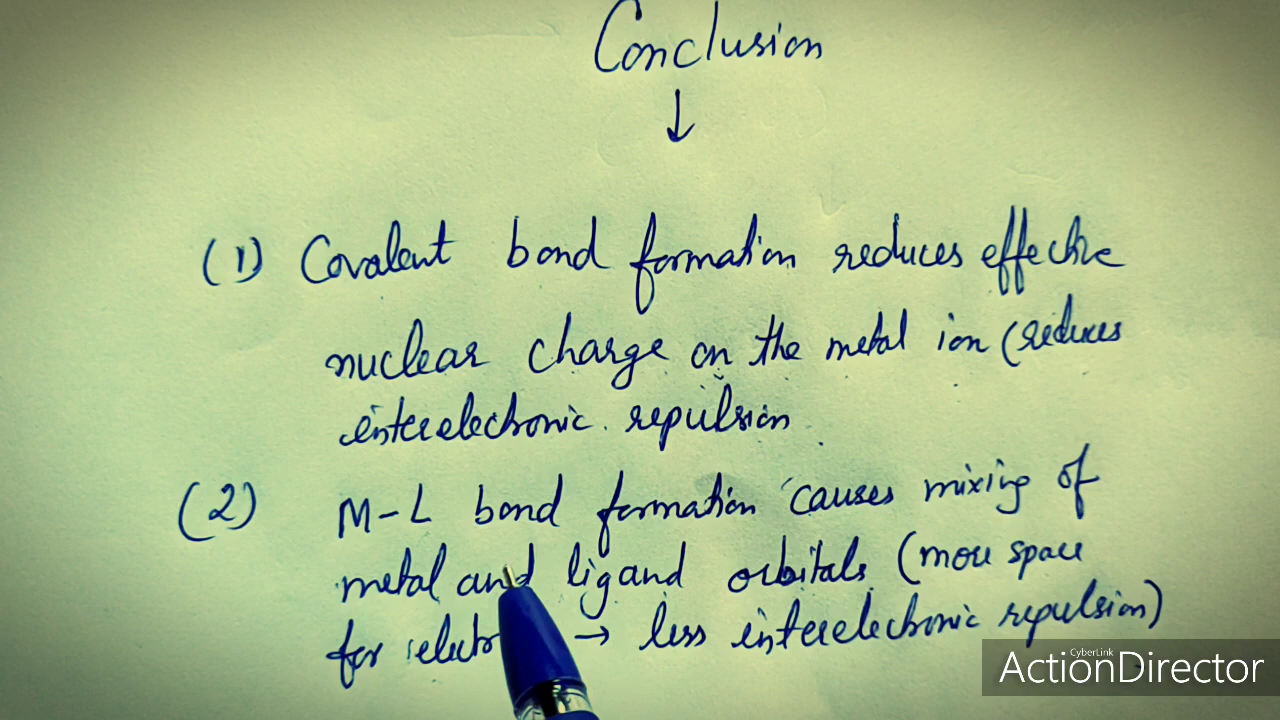 Conclusion
↓
(1) Covalent bond formation reduces effective
nuclear charge on the metal ion (reduces
interelectronic repulsion
(2) M-L bond formation causes mixing of
metal and ligand orbitals (more space
for → less interelectronic repulsion)
CyberLink
ActionDirector